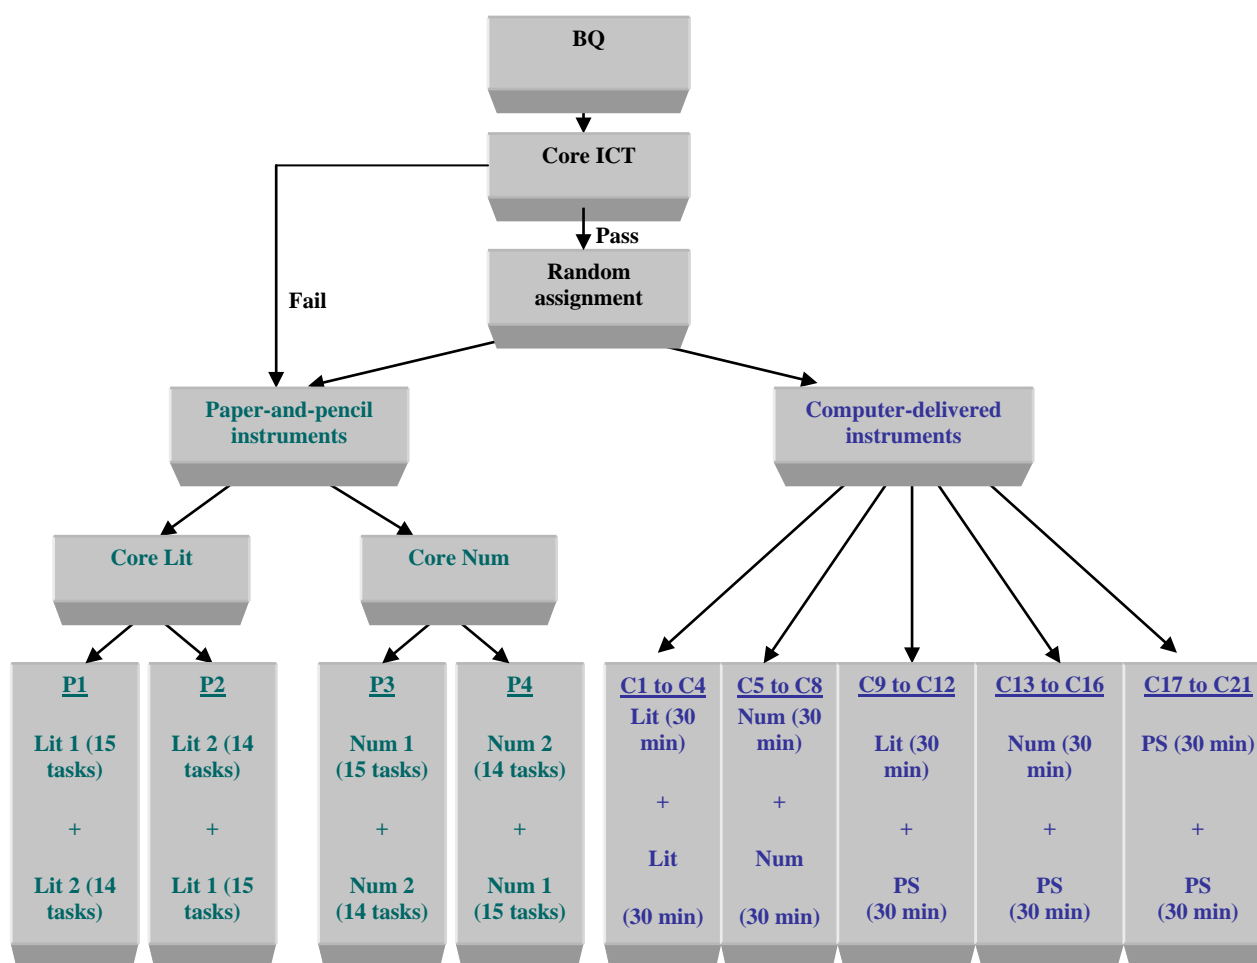 BQ
Core ICT
Pass
Random
assignment
Fail
Paper-and-pencil
instruments
Computer-delivered
instruments
Core Lit
Core Num
P1
Lit 1 (15
tasks)
+
Lit 2 (14
tasks)
P2
Lit 2 (14
tasks)
+
Lit 1 (15
tasks)
P3
Num 1
(15 tasks)
+
Num 2
(14 tasks)
P4
Num 2
(14 tasks)
+
Num 1
(15 tasks)
C1 to C4
Lit (30
min)
+
Lit
(30 min)
C5 to C8
Num (30
min)
+
Num
(30 min)
C9 to C12
Lit (30
min)
+
PS
(30 min)
C13 to C16
Num (30
min)
+
PS
(30 min)
C17 to C21
PS (30 min)
+
PS
(30 min)